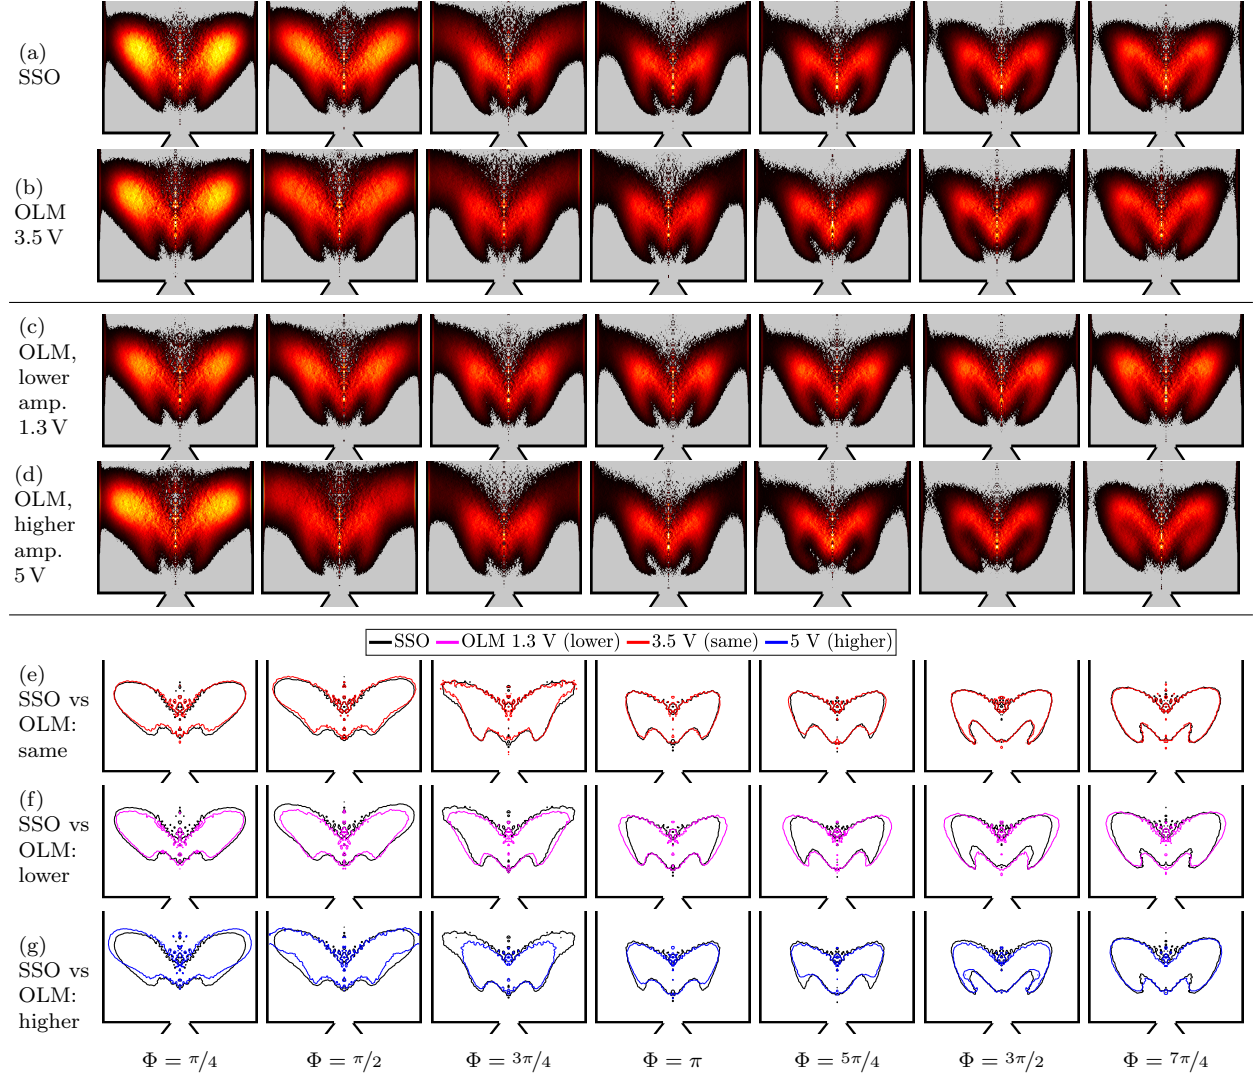 (a)
SSO
(b)
OLM
3.5 V
(c)
OLM,
lower
amp.
1.3 V
(d)
OLM,
higher
amp.
5 V
SSO OLM 1.3 V (lower) 3.5 V (same) 5 V (higher)
(e)
SSO vs
OLM:
same
(f)
SSO vs
OLM:
lower
(g)
SSO vs
OLM:
higher
Φ = π/4 Φ = π/2 Φ = 3π/4 Φ = π Φ = 5π/4 Φ = 3π/2 Φ = 7π/4